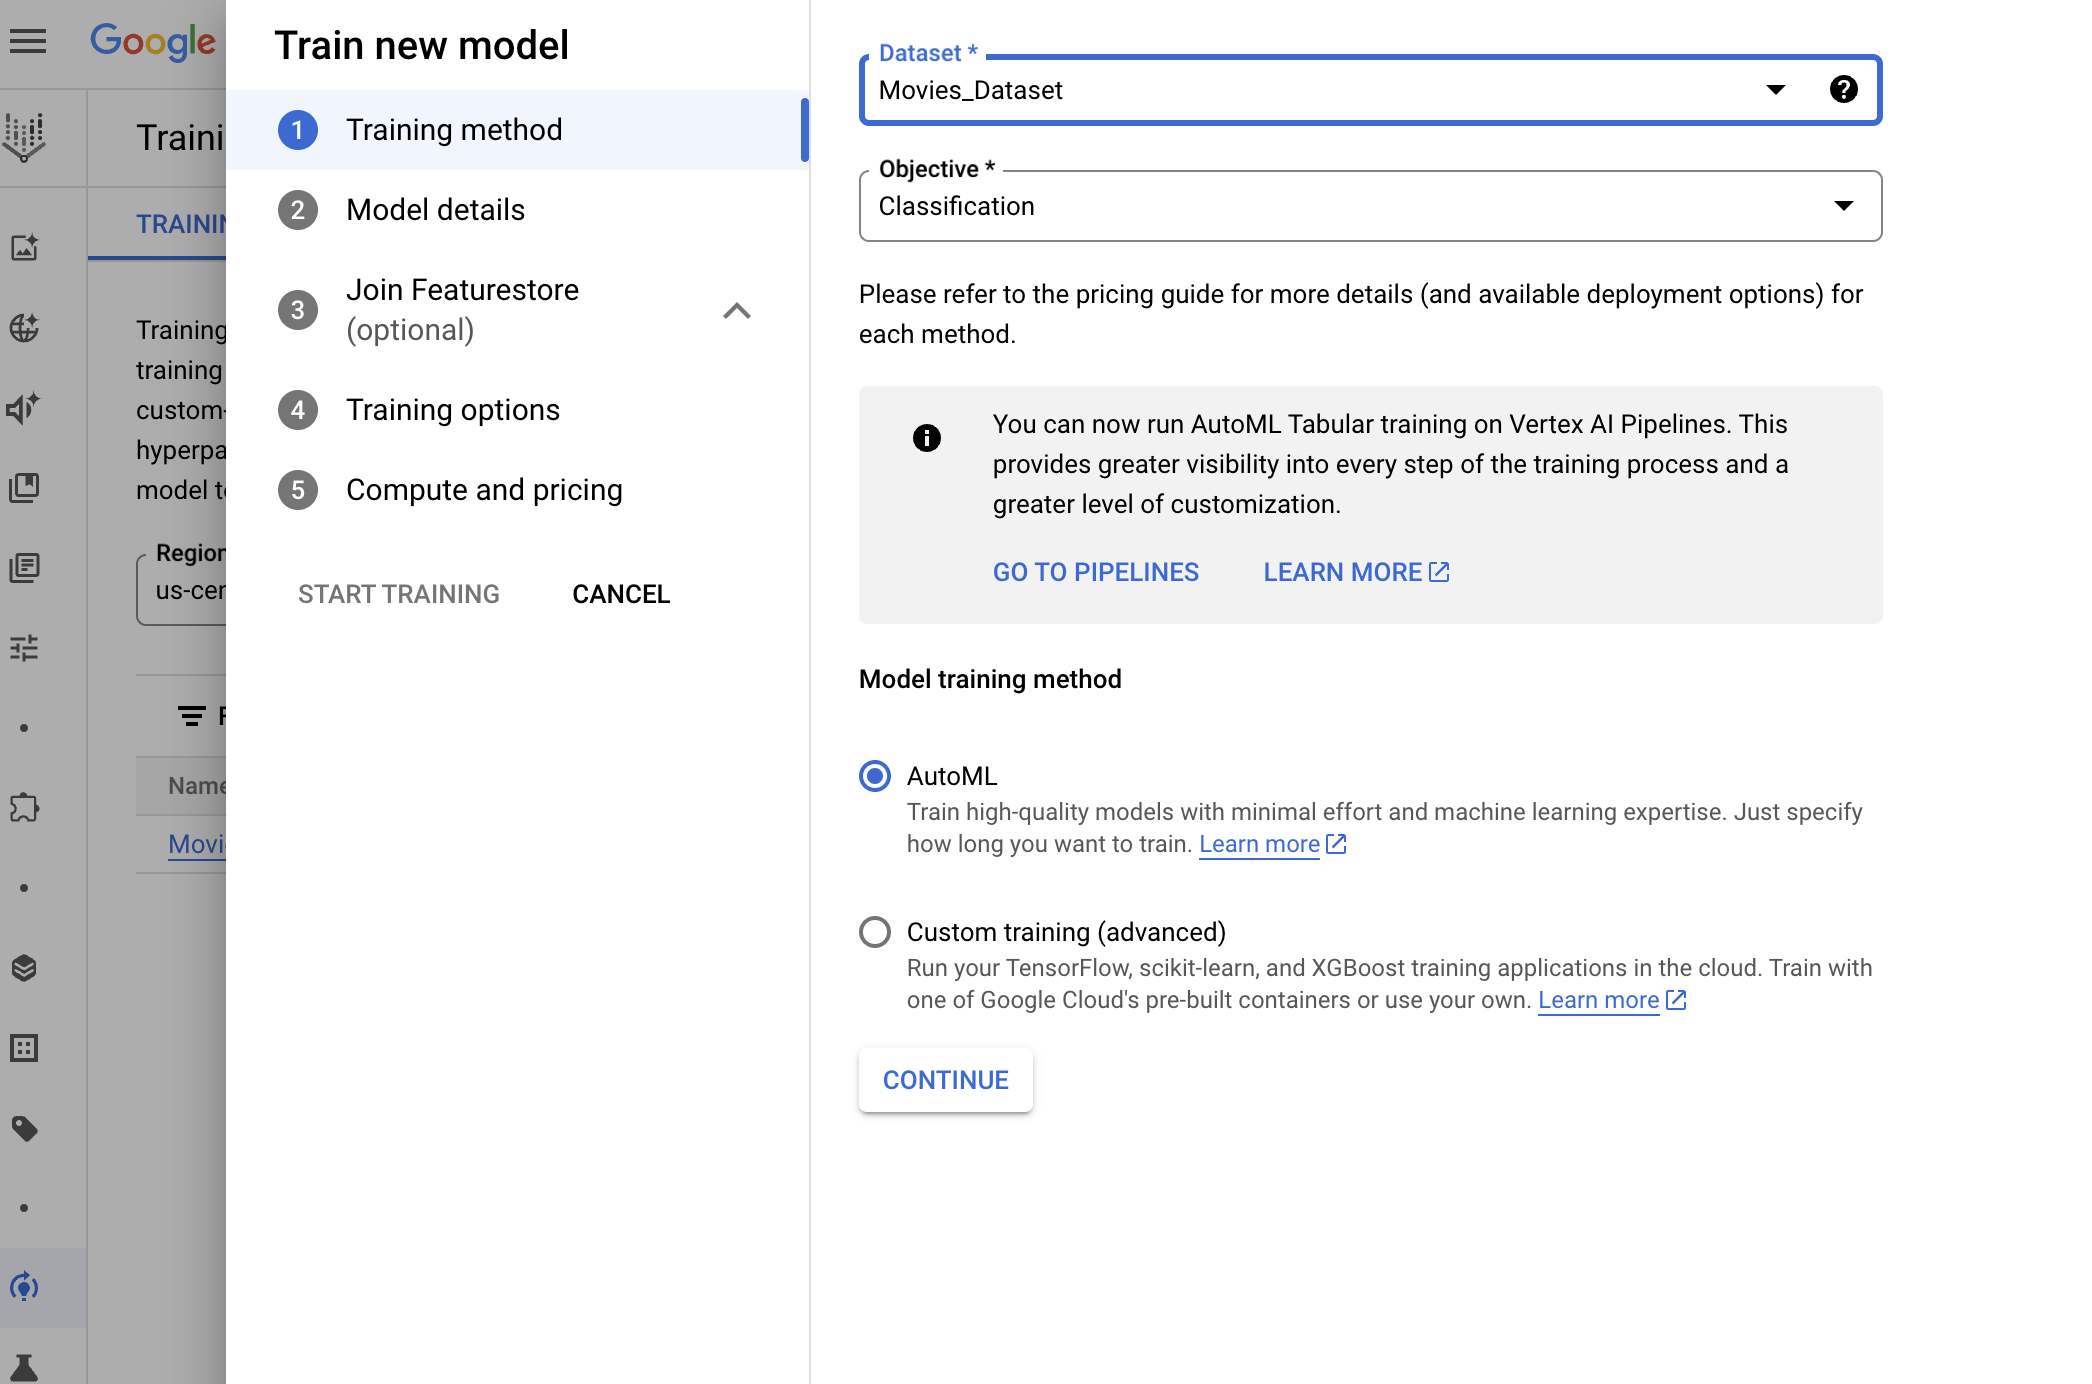 Google
Traini
TRAININ
Training
training
custom-
hyperpa
model t
Region
us-cen
F
Name
Movi
Train new model
1 Training method
2 Model details
3 Join Featurestore
(optional)
4 Training options
5 Compute and pricing
START TRAINING CANCEL
Dataset *
Movies_Dataset
Objective *
Classification
Please refer to the pricing guide for more details (and available deployment options) for
each method.
You can now run AutoML Tabular training on Vertex AI Pipelines. This
provides greater visibility into every step of the training process and a
greater level of customization.
GO TO PIPELINES LEARN MORE
Model training method
AutoML
Train high-quality models with minimal effort and machine learning expertise. Just specify
how long you want to train. Learn more
Custom training (advanced)
Run your TensorFlow, scikit-learn, and XGBoost training applications in the cloud. Train with
one of Google Cloud's pre-built containers or use your own. Learn more
CONTINUE